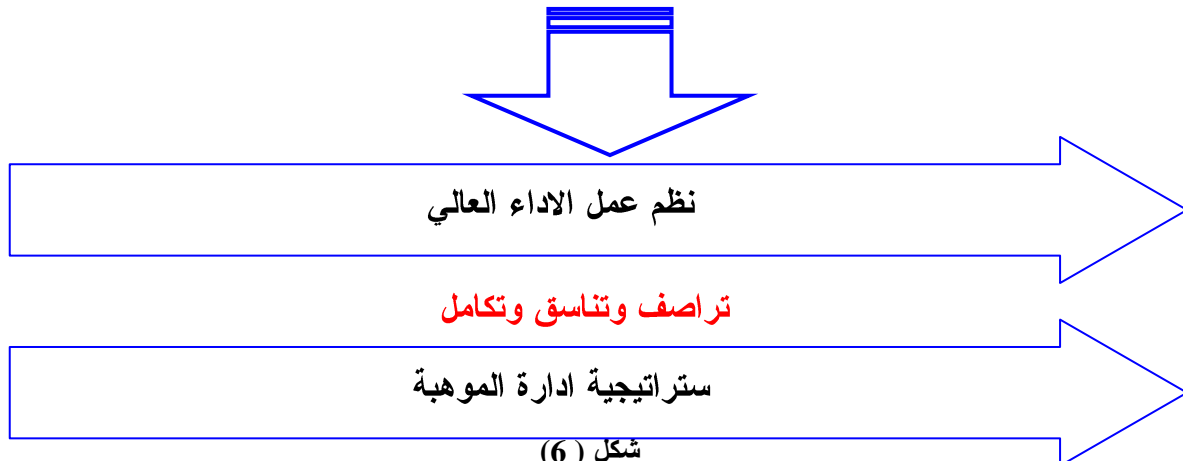 نظم عمل الاداء العالي
تراصف وتناسق وتكامل
ستراتيجية ادارة الموهبة
شكل ( 6)